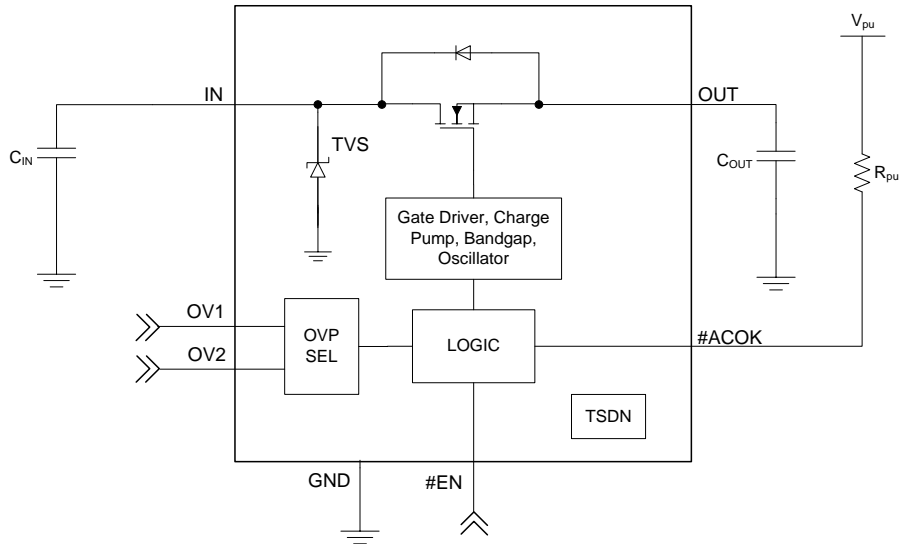 V_pu
IN
OUT
TVS
C_IN
C_OUT
R_pu
Gate Driver, Charge
Pump, Bandgap,
Oscillator
OV1
OVP
SEL
LOGIC
#ACOK
OV2
TSDN
GND
#EN